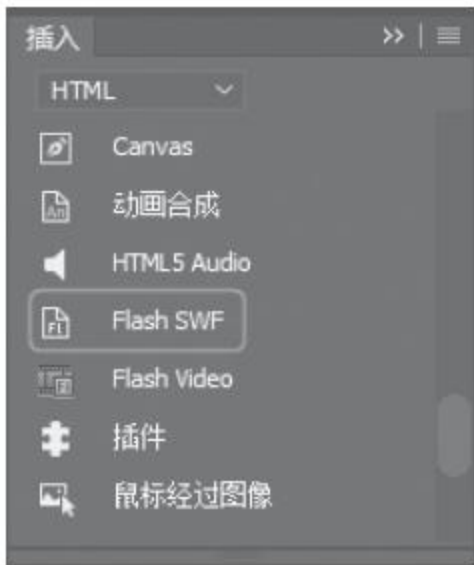 插入
HTML
Canvas
动画合成
HTML5 Audio
Flash SWF
Flash Video
插件
鼠标经过图像